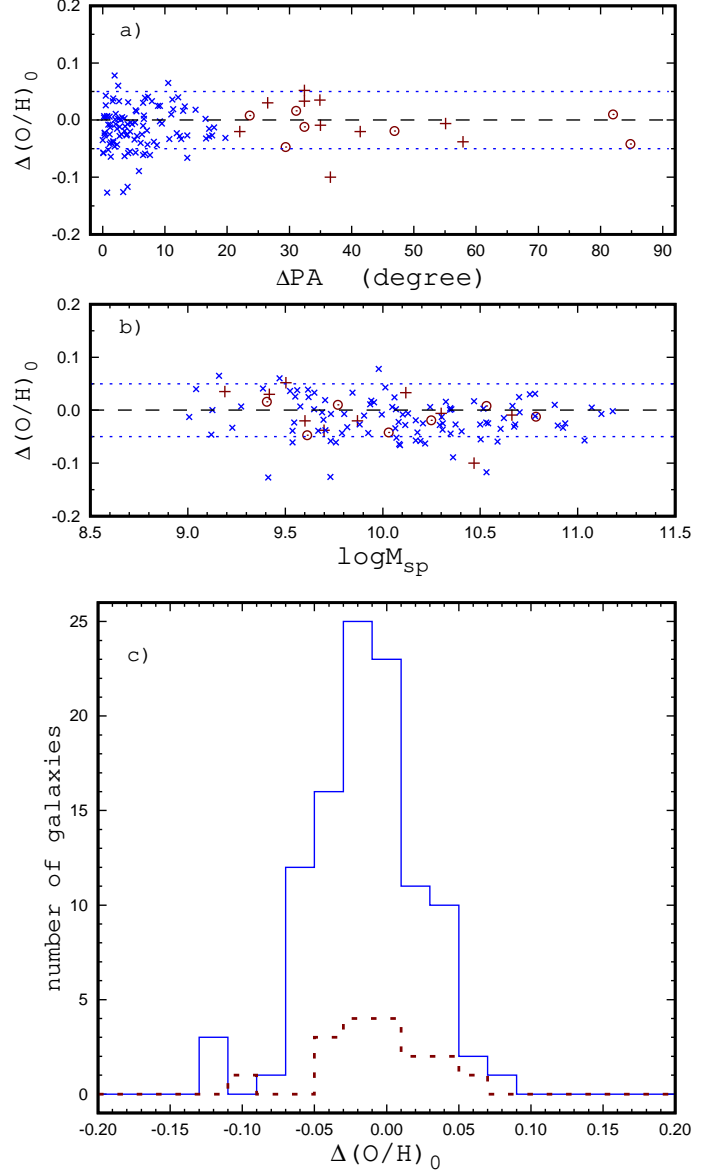 a)
0.2
0.1
0.0
-0.1
-0.2
Δ(O/H)0
0 10 20 30 40 50 60 70 80 90
ΔPA (degree)
b)
0.2
0.1
0.0
-0.1
-0.2
Δ(O/H)0
8.5 9.0 9.5 10.0 10.5 11.0 11.5
logMsp
c)
25
20
15
10
5
0
number of galaxies
-0.20 -0.15 -0.10 -0.05 0.00 0.05 0.10 0.15 0.20
Δ(O/H)0